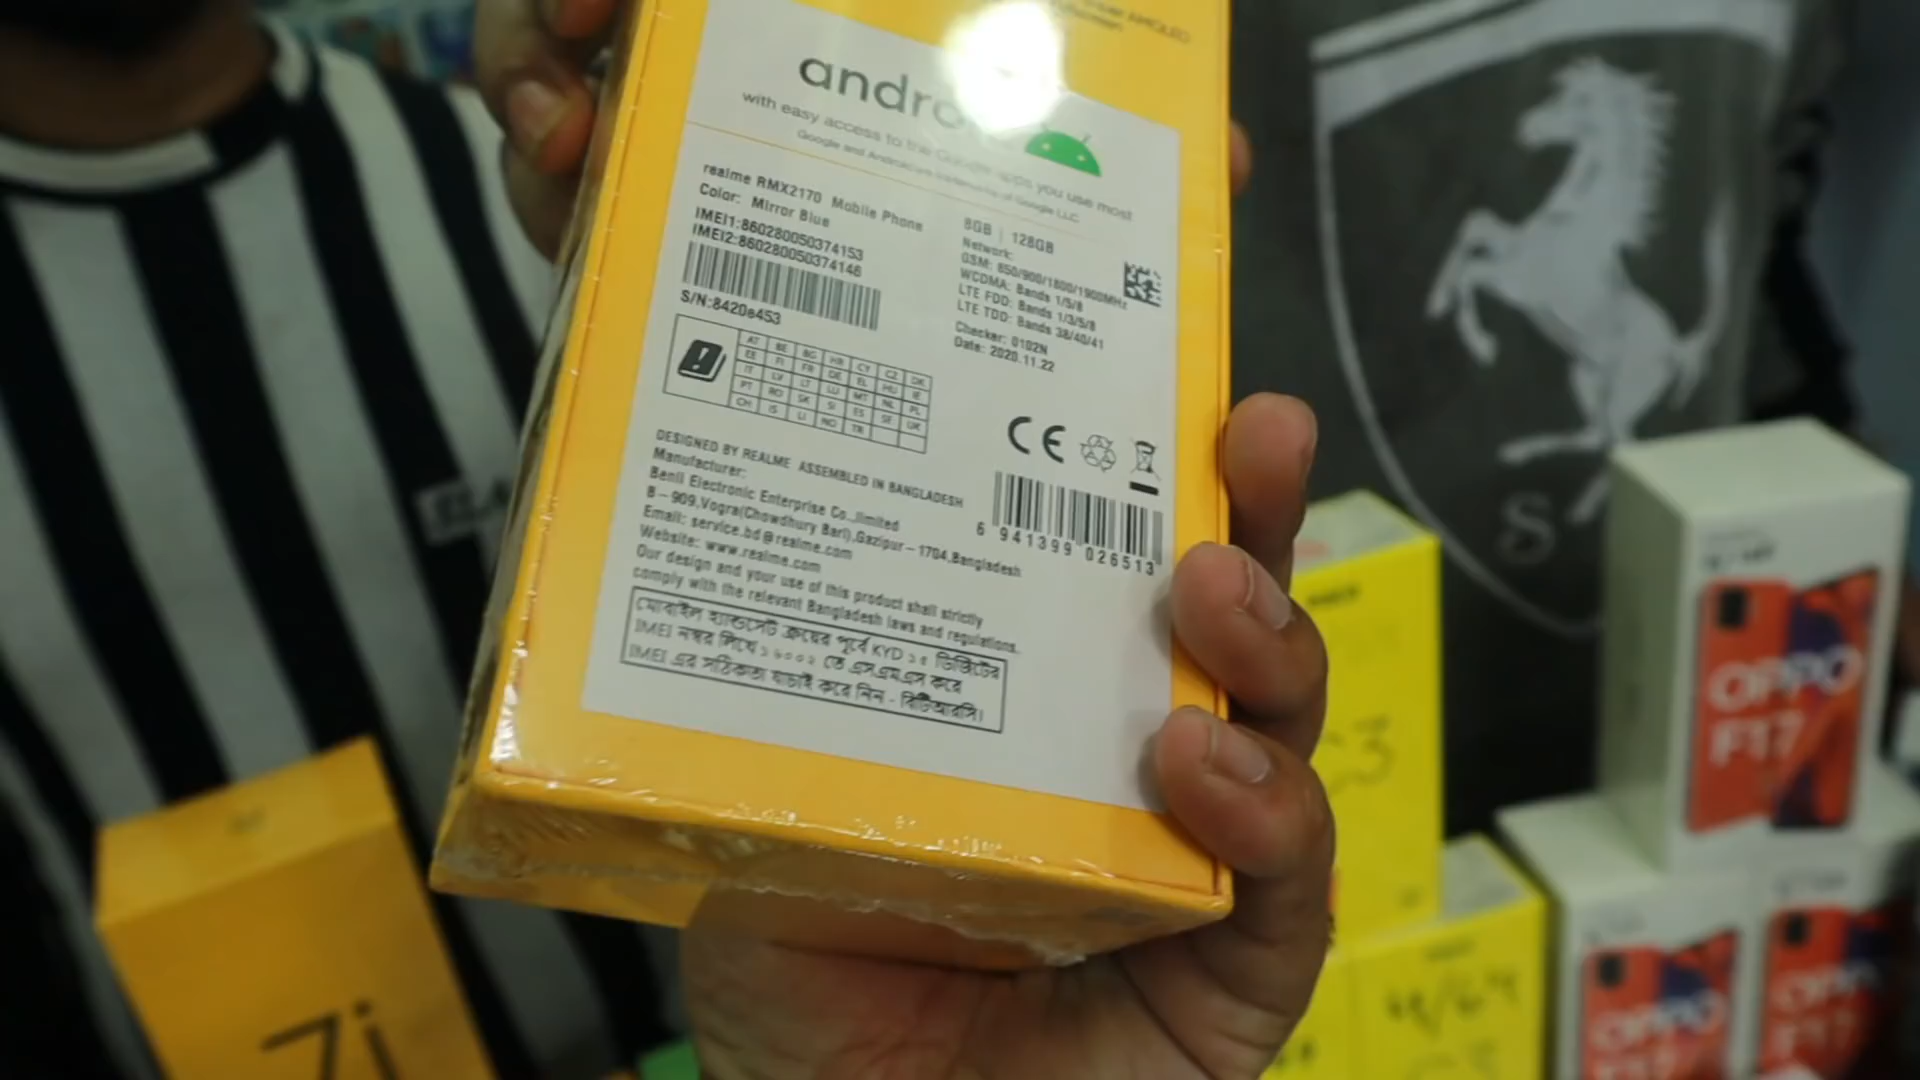 android
with easy access to the Google apps you use most
Google and Android are trademarks of Google LLC.
realme RMX2170 Mobile Phone
Color: Mirror Blue
IMEI1:860280050374153
IMEI2:860280050374146
S/N:8420e453
8GB | 128GB
Network:
GSM: 850/900/1800/1900MHz
WCDMA: Bands 1/5/8
LTE FDD: Bands 1/3/5/8
LTE TDD: Bands 38/40/41
Checker: 0102N
Date: 2020.11.22
AT BE BG HR CY CZ DK
EE FI FR DE EL HU IE
IT LV LT LU MT NL PL
PT RO SK SI ES SE UK
CH IS LI NO TR
CE
6 941399 026513
DESIGNED BY REALME ASSEMBLED IN BANGLADESH
Manufacturer:
Benli Electronic Enterprise Co.,limited
B-909,Vogra(Chowdhury Bari),Gazipur-1704,Bangladesh
Email: service.bd@realme.com
Website: www.realme.com
Our design and your use of this product shall strictly
comply with the relevant Bangladesh laws and regulations.
মোবাইল হ্যান্ডসেট ক্রয়ের পূর্বে KYD ১৫ ডিজিটের
IMEI নম্বর লিখে ১৬০০২ তে এসএমএস করে
IMEI এর সঠিকতা যাচাই করে নিন - বিটিআরসি।
7i
S
C3
4/64
OPPO
F17
OPPO
F17
OPPO
F17